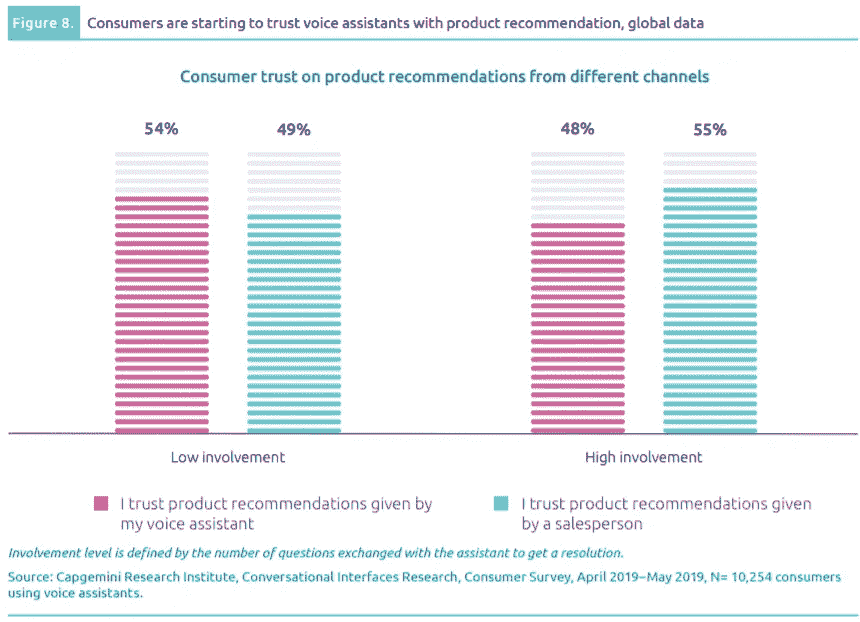 Figure 8. Consumers are starting to trust voice assistants with product recommendation, global data
Consumer trust on product recommendations from different channels
54% 49% 48% 55%
Low involvement High involvement
I trust product recommendations given by
my voice assistant
I trust product recommendations given
by a salesperson
Involvement level is defined by the number of questions exchanged with the assistant to get a resolution.
Source: Capgemini Research Institute, Conversational Interfaces Research, Consumer Survey, April 2019–May 2019, N= 10,254 consumers
using voice assistants.